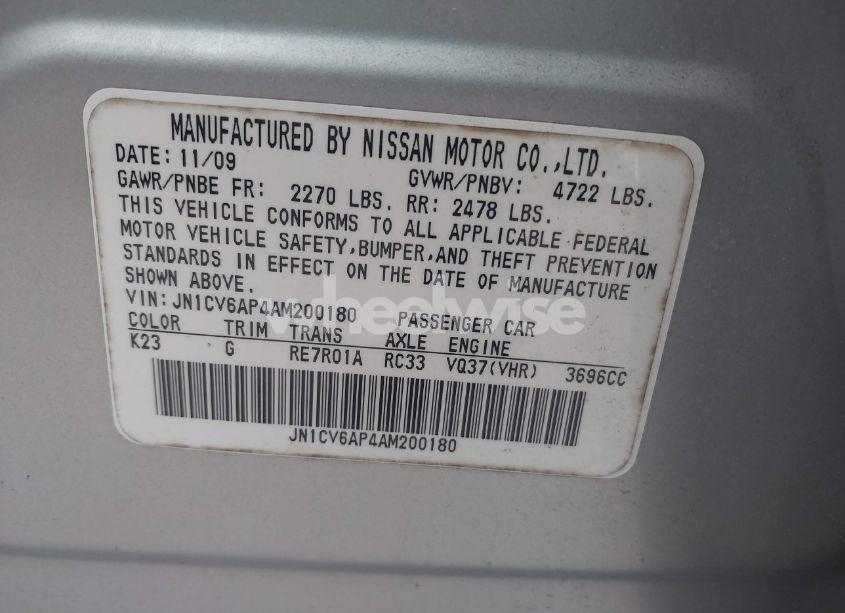 MANUFACTURED BY NISSAN MOTOR CO.,LTD.
DATE: 11/09 GVWR/PNBV: 4722 LBS.
GAWR/PNBE FR: 2270 LBS. RR: 2478 LBS.
THIS VEHICLE CONFORMS TO ALL APPLICABLE FEDERAL
MOTOR VEHICLE SAFETY,BUMPER,AND THEFT PREVENTION
STANDARDS IN EFFECT ON THE DATE OF MANUFACTURE
SHOWN ABOVE.
VIN:JN1CV6AP4AM200180 PASSENGER CAR
wheelwise
COLOR TRIM TRANS AXLE ENGINE
K23 G RE7R01A RC33 VQ37(VHR) 3696CC
JN1CV6AP4AM200180